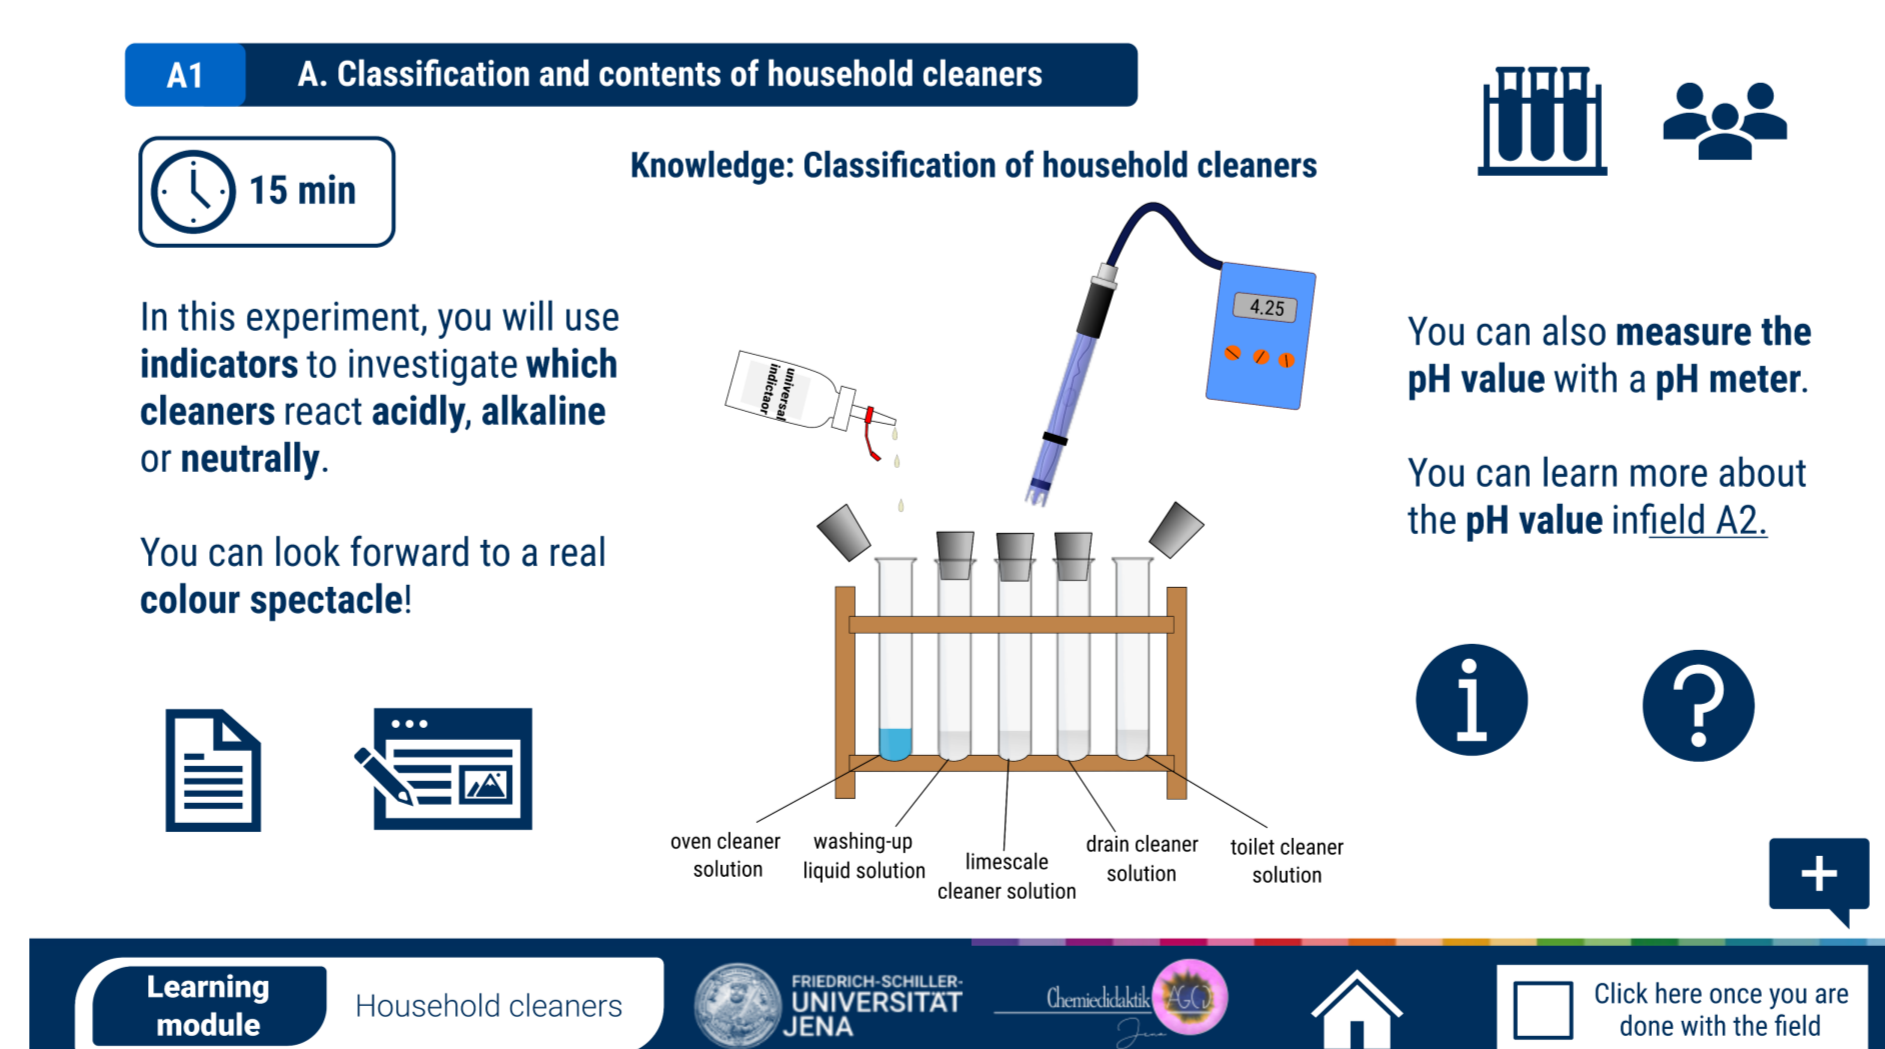 A1
A. Classification and contents of household cleaners
15 min
Knowledge: Classification of household cleaners
In this experiment, you will use
indicators to investigate which
cleaners react acidly, alkaline
or neutrally.
You can look forward to a real
colour spectacle!
universal
indictaor
4.25
You can also measure the
pH value with a pH meter.
You can learn more about
the pH value infield A2.
oven cleaner
solution
washing-up
liquid solution
limescale
cleaner solution
drain cleaner
solution
toilet cleaner
solution
Learning
module
Household cleaners
FRIEDRICH-SCHILLER-
UNIVERSITÄT
JENA
Chemiedidaktik
Jena
Click here once you are
done with the field